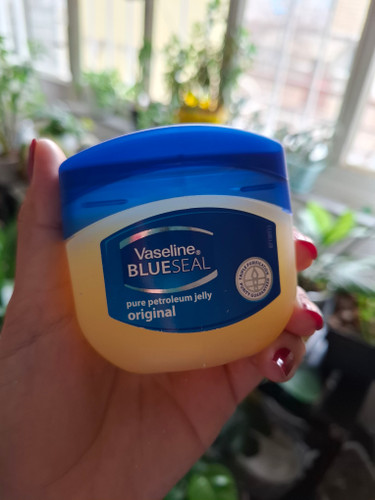 Vaseline®
BLUESEAL
pure petroleum jelly
original